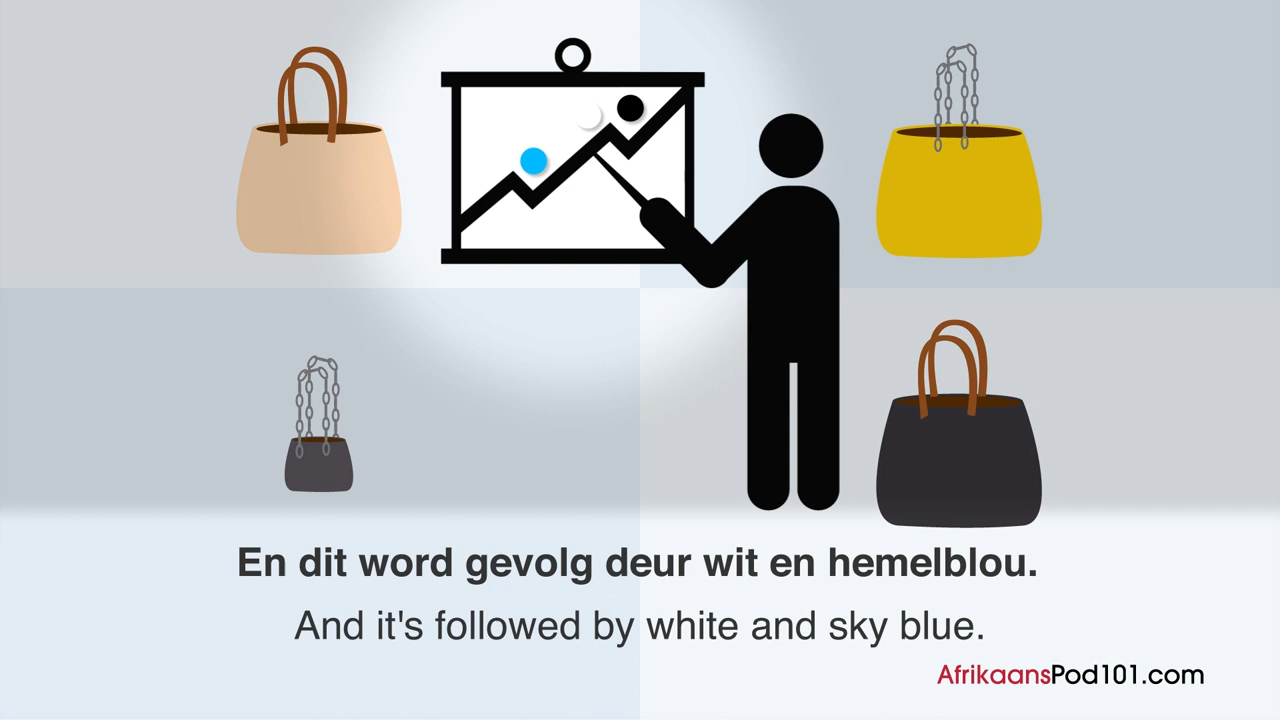 En dit word gevolg deur wit en hemelblou.
And it's followed by white and sky blue.
AfrikaansPod101.com